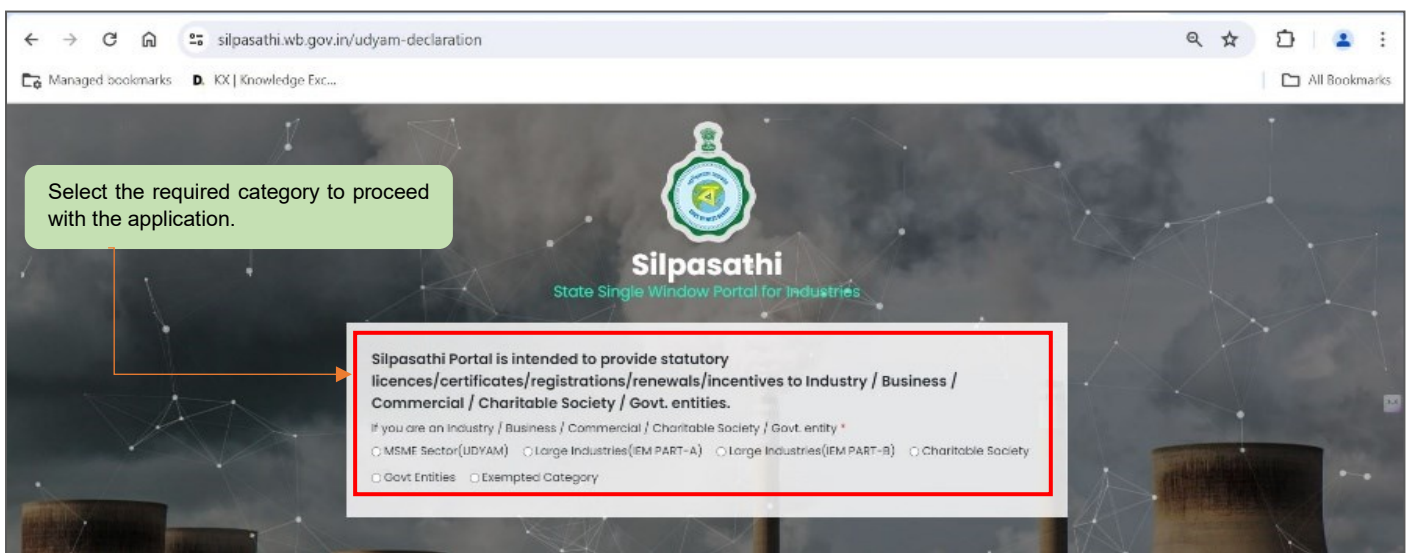 silpasathi.wb.gov.in/udyam-declaration
Managed bookmarks D. KX | Knowledge Exc... All Bookmarks
Select the required category to proceed
with the application.
Silpasathi
State Single Window Portal for Industries
Silpasathi Portal is intended to provide statutory
licences/certificates/registrations/renewals/incentives to Industry / Business /
Commercial / Charitable Society / Govt. entities.
If you are an Industry / Business / Commercial / Charitable Society / Govt. entity *
MSME Sector(UDYAM) Large Industries(IEM PART-A) Large Industries(IEM PART-B) Charitable Society
Govt Entities Exempted Category